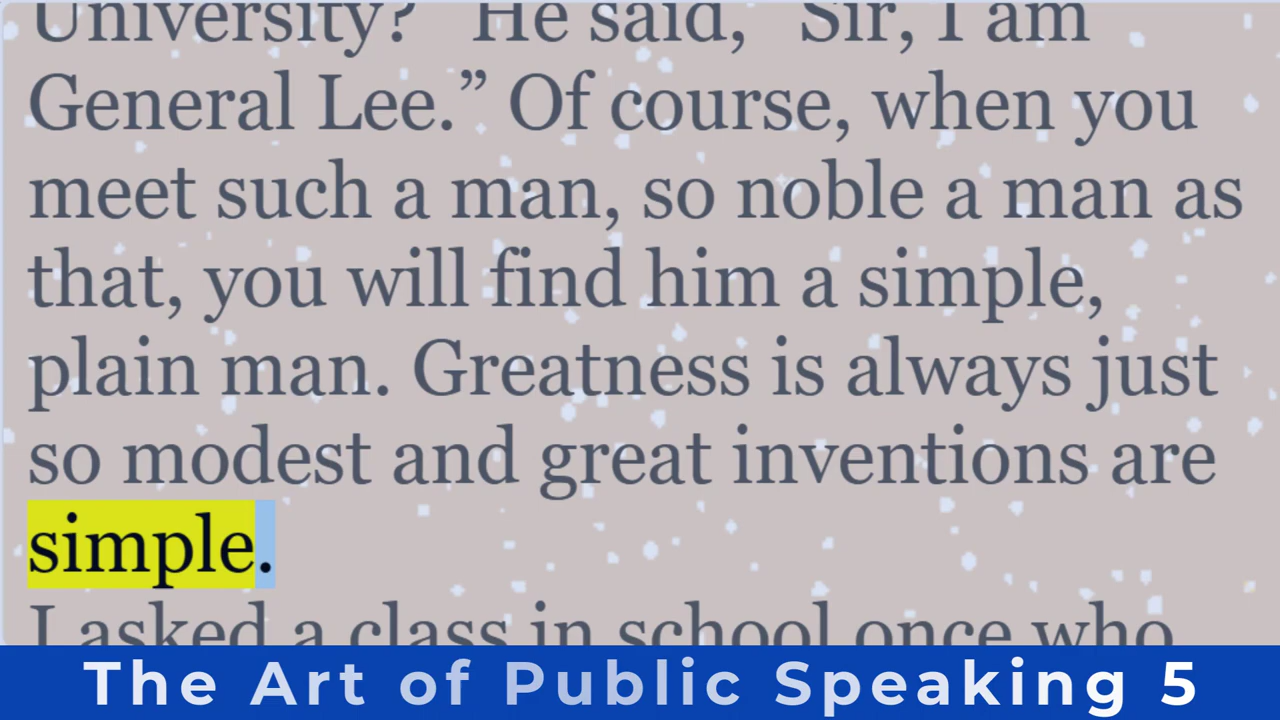 University?" He said, "Sir, I am
General Lee.” Of course, when you
meet such a man, so noble a man as
that, you will find him a simple,
plain man. Greatness is always just
so modest and great inventions are
simple.
I asked a class in school once who
The Art of Public Speaking 5